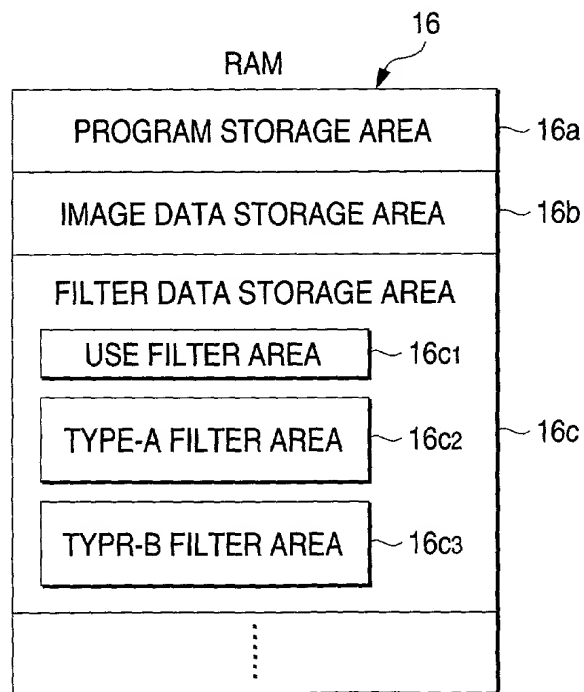 16
RAM
PROGRAM STORAGE AREA
16a
IMAGE DATA STORAGE AREA
16b
FILTER DATA STORAGE AREA
USE FILTER AREA
16c1
TYPE-A FILTER AREA
16c2
16c
TYPR-B FILTER AREA
16c3